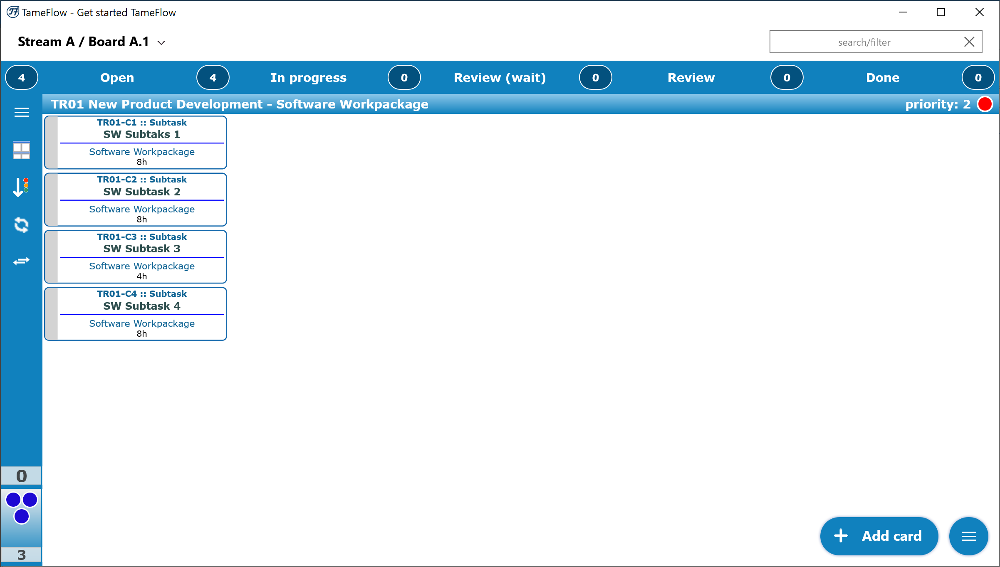 TameFlow - Get started TameFlow
Stream A / Board A.1
search/filter
4 Open 4 In progress 0 Review (wait) 0 Review 0 Done 0
TR01 New Product Development - Software Workpackage priority: 2
TR01-C1 :: Subtask
SW Subtaks 1
Software Workpackage
8h
TR01-C2 :: Subtask
SW Subtask 2
Software Workpackage
8h
TR01-C3 :: Subtask
SW Subtask 3
Software Workpackage
4h
TR01-C4 :: Subtask
SW Subtask 4
Software Workpackage
8h
0
3
Add card